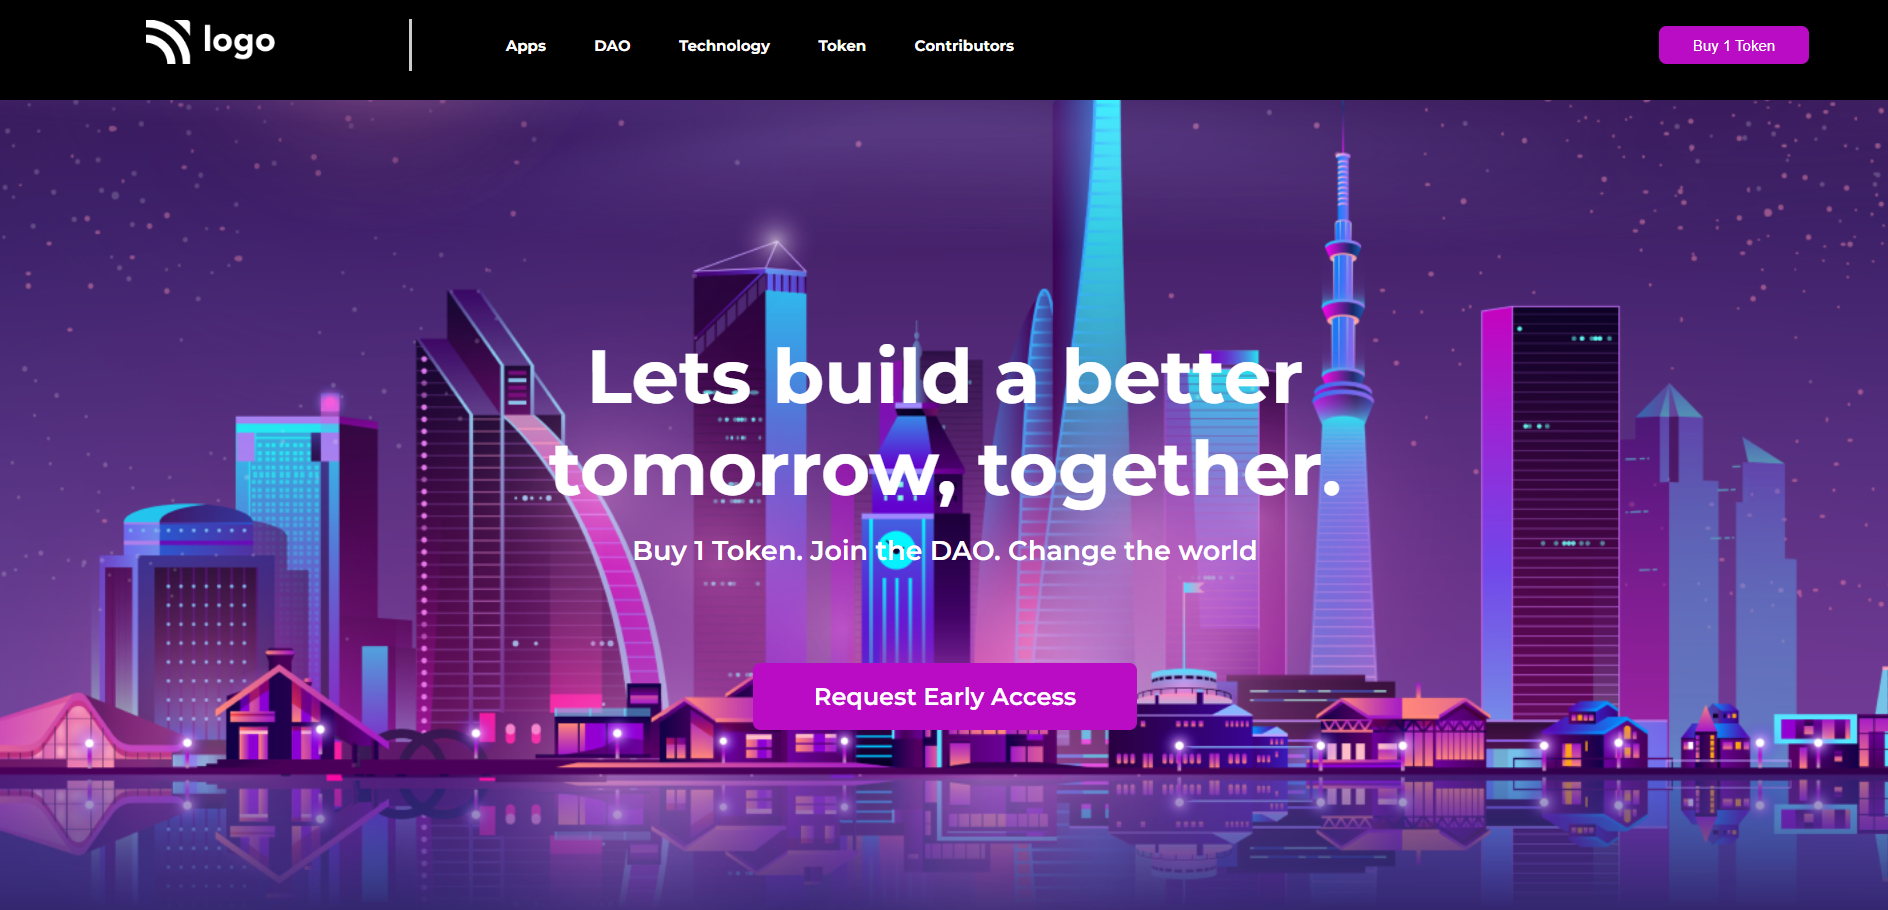 logo
Apps
DAO
Technology
Token
Contributors
Buy 1 Token
Lets build a better
tomorrow, together.
Buy 1 Token. Join the DAO. Change the world
Request Early Access